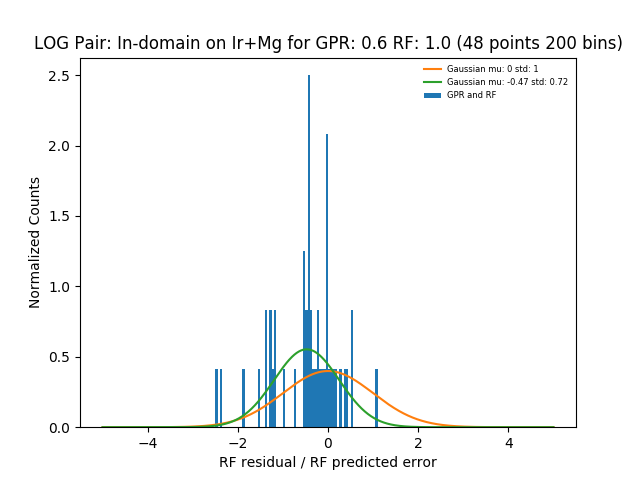 LOG Pair: In-domain on Ir+Mg for GPR: 0.6 RF: 1.0 (48 points 200 bins)
Gaussian mu: 0 std: 1
Gaussian mu: -0.47 std: 0.72
GPR and RF
2.5
2.0
1.5
1.0
0.5
0.0
Normalized Counts
−4
−2
0
2
4
RF residual / RF predicted error